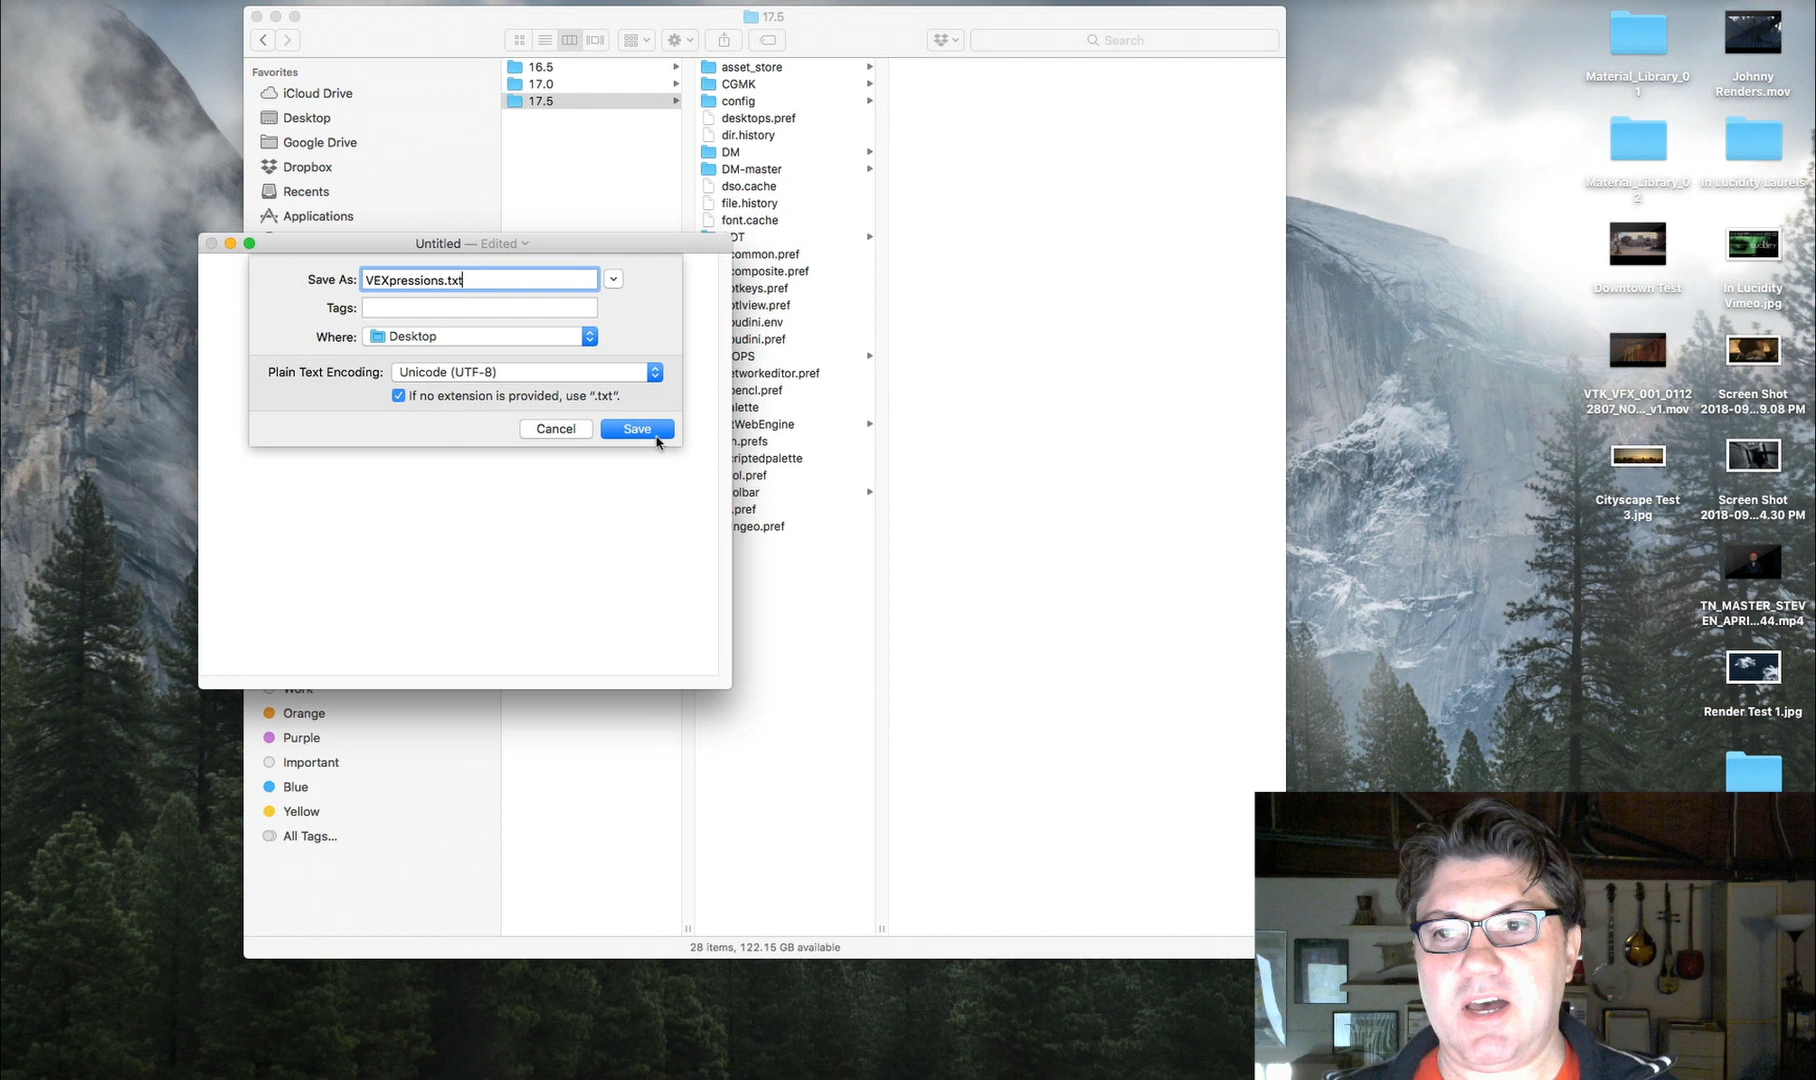 17.5
Search
Favorites
iCloud Drive
Desktop
Google Drive
Dropbox
Recents
Applications
16.5
17.0
17.5
asset_store
CGMK
config
desktops.pref
dir.history
DM
DM-master
dso.cache
file.history
font.cache
DT
common.pref
composite.pref
otkeys.pref
otlview.pref
oudini.env
oudini.pref
OPS
etworkeditor.pref
pencl.pref
alette
tWebEngine
n.prefs
criptedpalette
ol.pref
olbar
.pref
ngeo.pref
Untitled — Edited
Save As: VEXpressions.txt
Tags:
Where: Desktop
Plain Text Encoding: Unicode (UTF-8)
If no extension is provided, use “.txt”.
Cancel
Save
Work
Orange
Purple
Important
Blue
Yellow
All Tags...
28 items, 122.15 GB available
Material_Library_0
1
Johnny
Renders.mov
Material_Library_0
2
In Lucidity Laurels
Downtown Test
In Lucidity
Vimeo.jpg
VTK_VFX_001_0112
2807_NO..._v1.mov
Screen Shot
2018-09...9.08 PM
Cityscape Test
3.jpg
Screen Shot
2018-09...4.30 PM
TN_MASTER_STEV
EN_APRI...44.mp4
Render Test 1.jpg